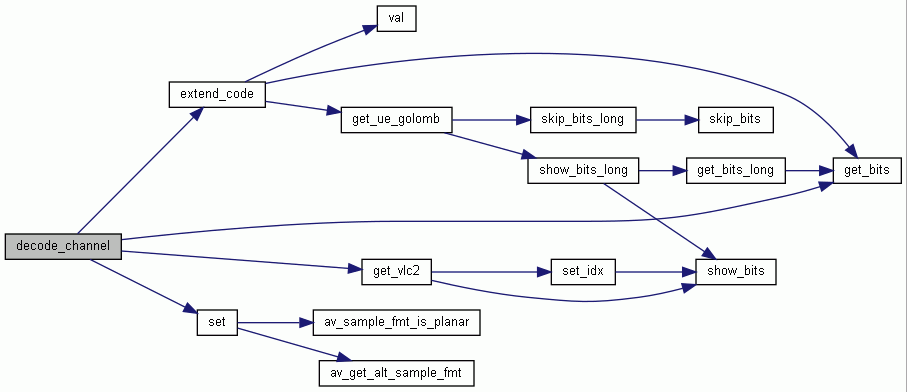 val
extend_code
get_ue_golomb
skip_bits_long
skip_bits
show_bits_long
get_bits_long
get_bits
decode_channel
get_vlc2
set_idx
show_bits
set
av_sample_fmt_is_planar
av_get_alt_sample_fmt